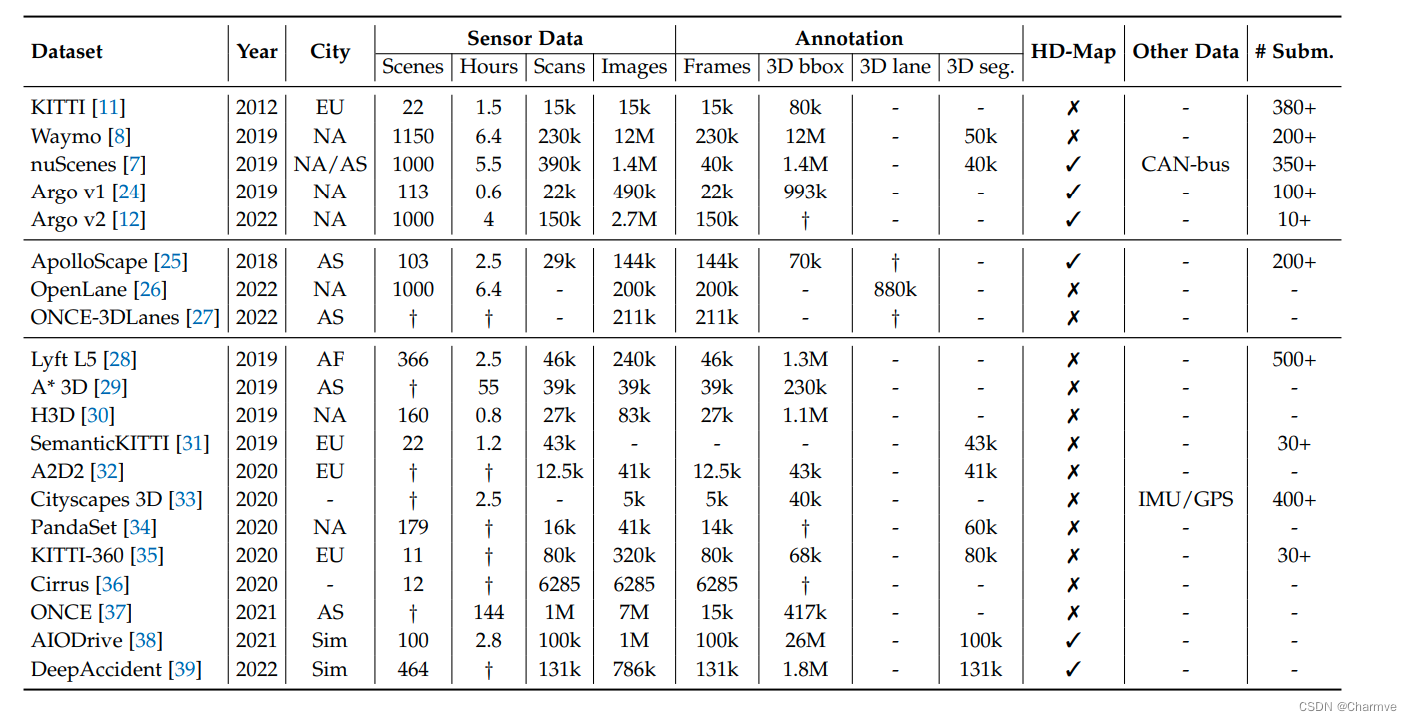 Dataset Year City Sensor Data Annotation HD-Map Other Data # Subm.
Scenes Hours Scans Images Frames 3D bbox 3D lane 3D seg.
KITTI [11] 2012 EU 22 1.5 15k 15k 15k 80k - - ✗ - 380+
Waymo [8] 2019 NA 1150 6.4 230k 12M 230k 12M - 50k ✗ - 200+
nuScenes [7] 2019 NA/AS 1000 5.5 390k 1.4M 40k 1.4M - 40k ✓ CAN-bus 350+
Argo v1 [24] 2019 NA 113 0.6 22k 490k 22k 993k - - ✓ - 100+
Argo v2 [12] 2022 NA 1000 4 150k 2.7M 150k † - - ✓ - 10+
ApolloScape [25] 2018 AS 103 2.5 29k 144k 144k 70k † - ✓ - 200+
OpenLane [26] 2022 NA 1000 6.4 - 200k 200k - 880k - ✗ - -
ONCE-3DLanes [27] 2022 AS † † - 211k 211k - † - ✗ - -
Lyft L5 [28] 2019 AF 366 2.5 46k 240k 46k 1.3M - - ✗ - 500+
A* 3D [29] 2019 AS † 55 39k 39k 39k 230k - - ✗ - -
H3D [30] 2019 NA 160 0.8 27k 83k 27k 1.1M - - ✗ - -
SemanticKITTI [31] 2019 EU 22 1.2 43k - - - - 43k ✗ - 30+
A2D2 [32] 2020 EU † † 12.5k 41k 12.5k 43k - 41k ✗ - -
Cityscapes 3D [33] 2020 - † 2.5 - 5k 5k 40k - - ✗ IMU/GPS 400+
PandaSet [34] 2020 NA 179 † 16k 41k 14k † - 60k ✗ - -
KITTI-360 [35] 2020 EU 11 † 80k 320k 80k 68k - 80k ✗ - 30+
Cirrus [36] 2020 - 12 † 6285 6285 6285 † - - ✗ - -
ONCE [37] 2021 AS † 144 1M 7M 15k 417k - - ✗ - -
AIODrive [38] 2021 Sim 100 2.8 100k 1M 100k 26M - 100k ✓ - -
DeepAccident [39] 2022 Sim 464 † 131k 786k 131k 1.8M - 131k ✓ - -
CSDN @Charmve